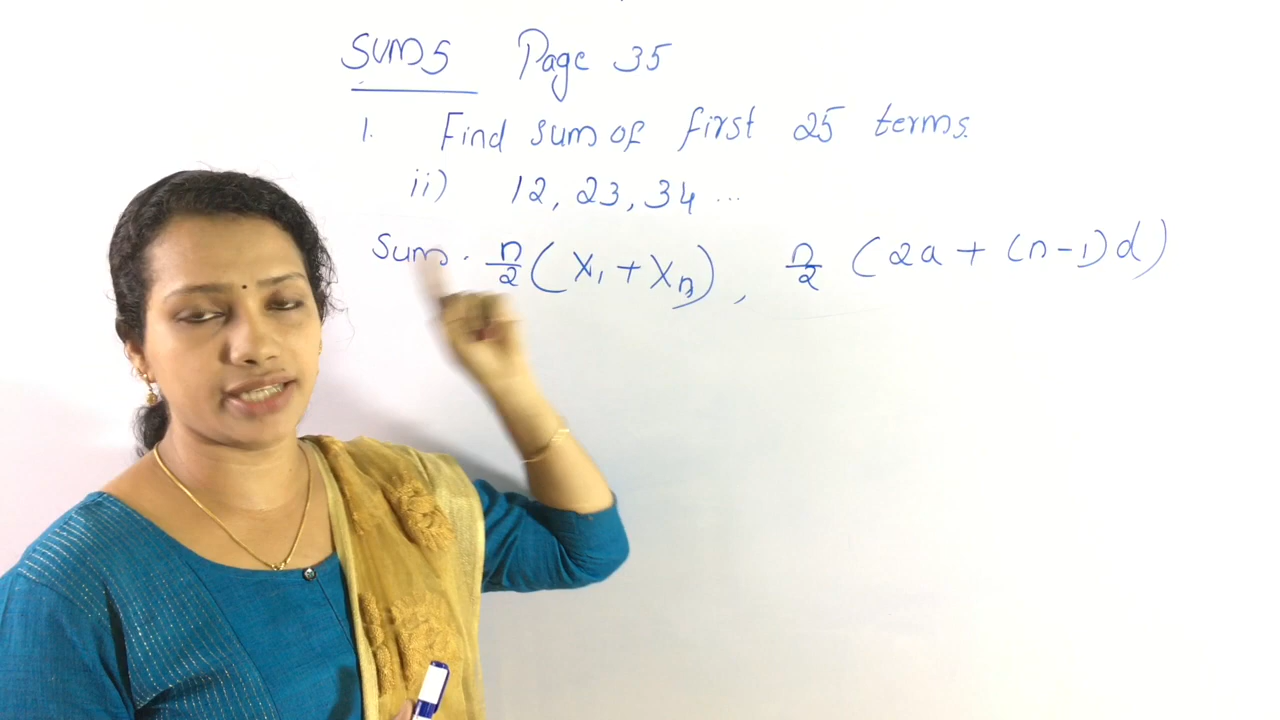 Sums Page 35
1. Find sum of first 25 terms.
ii) 12, 23, 34 ...
Sum. n/2 (x₁ + xₙ), n/2 (2a + (n-1)d)